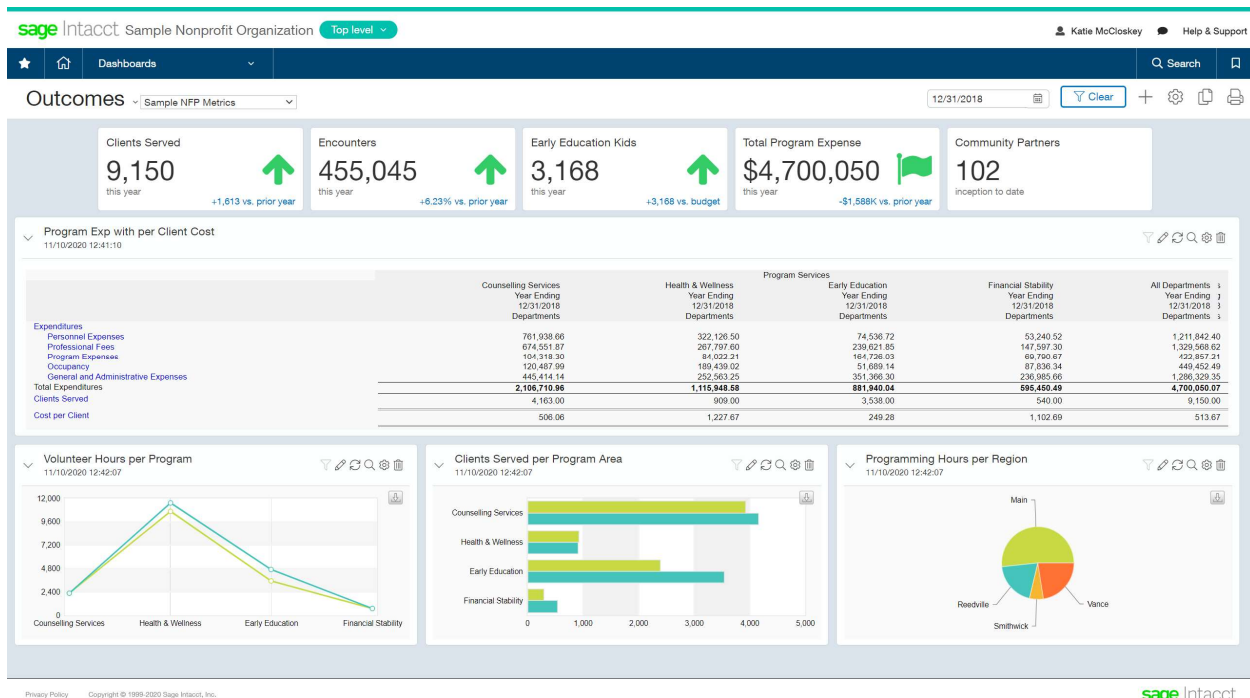 sage Intacct Sample Nonprofit Organization Top level
Katie McCloskey Help & Support
Dashboards
Search
Outcomes Sample NFP Metrics
12/31/2018 Clear
Clients Served
9,150
this year
+1,613 vs. prior year
Encounters
455,045
this year
+6.23% vs. prior year
Early Education Kids
3,168
this year
+3,168 vs. budget
Total Program Expense
$4,700,050
this year
-$1,588K vs. prior year
Community Partners
102
inception to date
Program Exp with per Client Cost
11/10/2020 12:41:10
Program Services
Counselling Services Health & Wellness Early Education Financial Stability All Departments
Year Ending Year Ending Year Ending Year Ending Year Ending
12/31/2018 12/31/2018 12/31/2018 12/31/2018 12/31/2018
Departments Departments Departments Departments Departments
Expenditures
Personnel Expenses 761,938.66 322,126.50 74,536.72 53,240.52 1,211,842.40
Professional Fees 674,551.87 267,797.60 239,621.85 147,597.30 1,329,568.62
Program Expenses 104,318.30 84,022.21 164,726.03 69,790.67 422,857.21
Occupancy 120,487.99 189,439.02 51,689.14 87,836.34 449,452.49
General and Administrative Expenses 445,414.14 252,563.25 351,366.30 236,985.66 1,286,329.35
Total Expenditures 2,106,710.96 1,115,948.58 881,940.04 595,450.49 4,700,050.07
Clients Served 4,163.00 909.00 3,538.00 540.00 9,150.00
Cost per Client 506.06 1,227.67 249.28 1,102.69 513.67
Volunteer Hours per Program
11/10/2020 12:42:07
12,000
9,600
7,200
4,800
2,400
0
Counselling Services Health & Wellness Early Education Financial Stability
Clients Served per Program Area
11/10/2020 12:42:07
Counselling Services
Health & Wellness
Early Education
Financial Stability
0 1,000 2,000 3,000 4,000 5,000
Programming Hours per Region
11/10/2020 12:42:07
Main
Reedville
Vance
Smithwick
Privacy Policy Copyright © 1999-2020 Sage Intacct, Inc.
sage Intacct